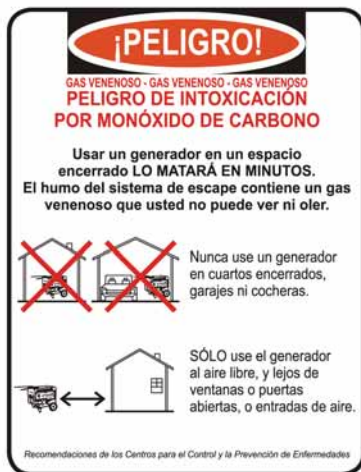 ¡PELIGRO!
GAS VENENOSO - GAS VENENOSO - GAS VENENOSO
PELIGRO DE INTOXICACIÓN
POR MONÓXIDO DE CARBONO
Usar un generador en un espacio
encerrado LO MATARÁ EN MINUTOS.
El humo del sistema de escape contiene un gas
venenoso que usted no puede ver ni oler.
Nunca use un generador
en cuartos encerrados,
garajes ni cocheras.
SÓLO use el generador
al aire libre, y lejos de
ventanas o puertas
abiertas, o entradas de aire.
Recomendaciones de los Centros para el Control y la Prevención de Enfermedades